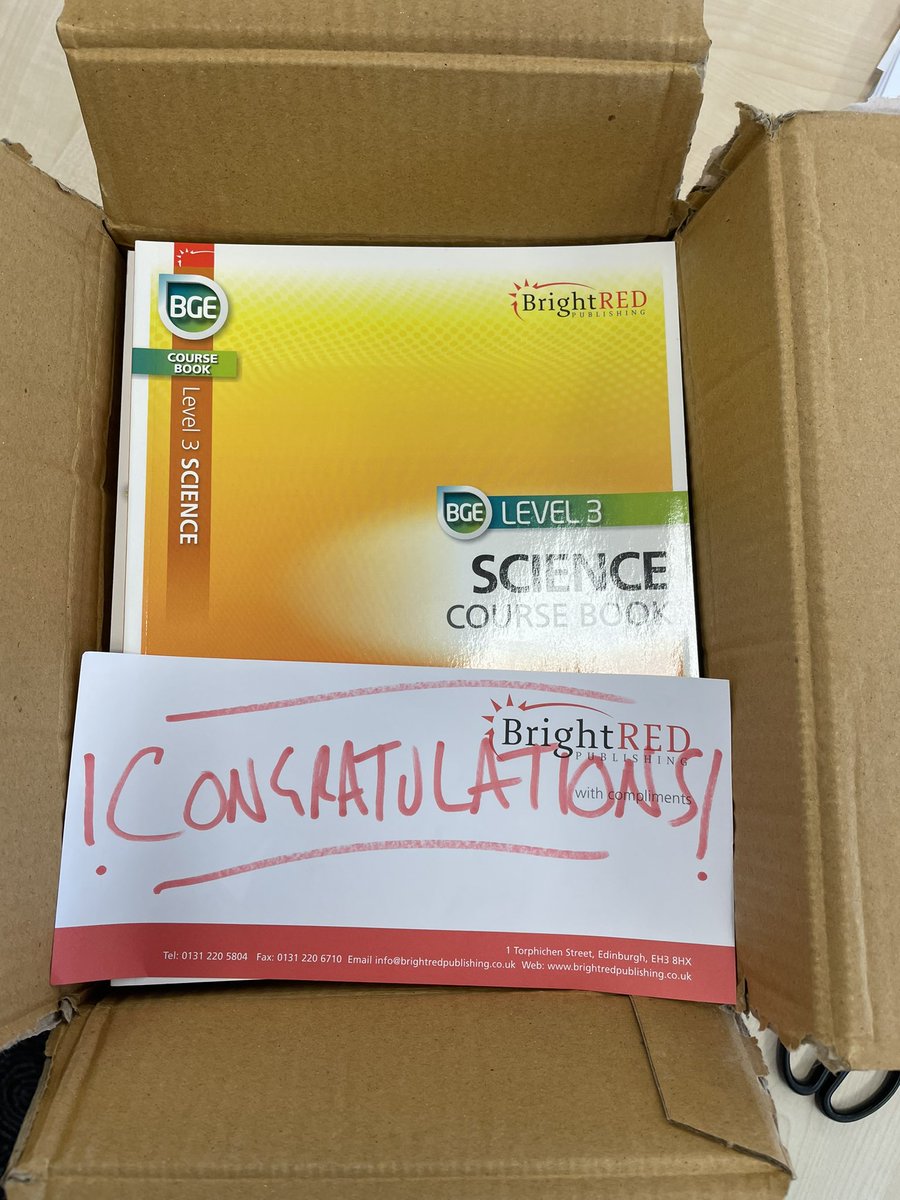 BGE
COURSE
BOOK
Level 3 SCIENCE
BrightRED
PUBLISHING
BGE LEVEL 3
SCIENCE
COURSE BOOK
BrightRED
PUBLISHING
with compliments
¡CONGRATULATIONS!
1 Torphichen Street, Edinburgh, EH3 8HX
Tel: 0131 220 5804 Fax: 0131 220 6710 Email info@brightredpublishing.co.uk Web: www.brightredpublishing.co.uk